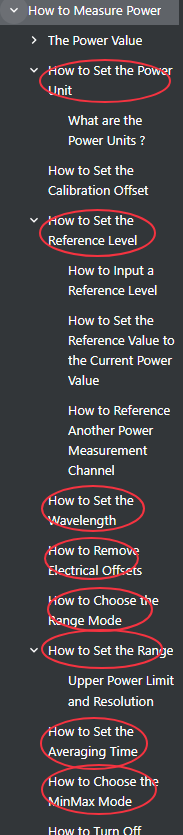 How to Measure Power
The Power Value
How to Set the Power
Unit
What are the
Power Units ?
How to Set the
Calibration Offset
How to Set the
Reference Level
How to Input a
Reference Level
How to Set the
Reference Value to
the Current Power
Value
How to Reference
Another Power
Measurement
Channel
How to Set the
Wavelength
How to Remove
Electrical Offsets
How to Choose the
Range Mode
How to Set the Range
Upper Power Limit
and Resolution
How to Set the
Averaging Time
How to Choose the
MinMax Mode
How to Turn Off